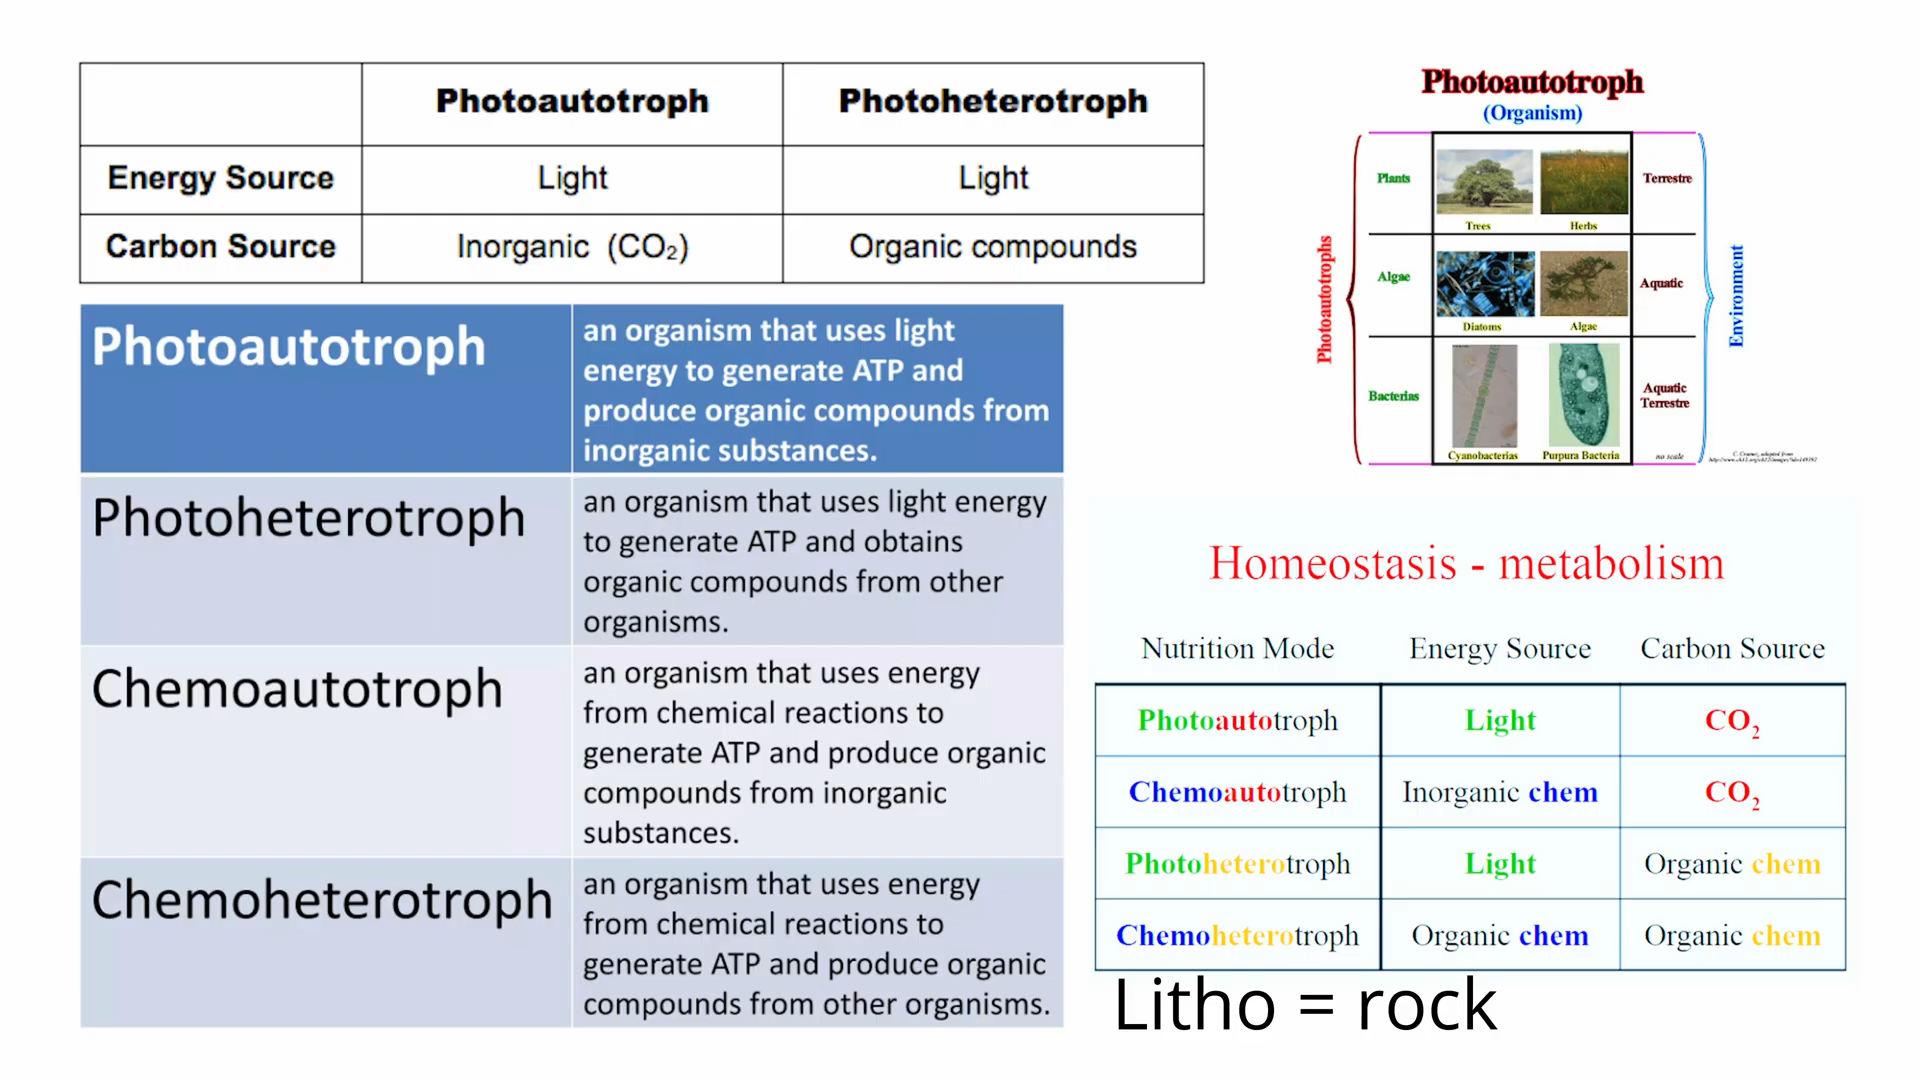 Photoautotroph Photoheterotroph
Energy Source Light Light
Carbon Source Inorganic (CO₂) Organic compounds
Photoautotroph
an organism that uses light
energy to generate ATP and
produce organic compounds from
inorganic substances.
Photoheterotroph
an organism that uses light energy
to generate ATP and obtains
organic compounds from other
organisms.
Chemoautotroph
an organism that uses energy
from chemical reactions to
generate ATP and produce organic
compounds from inorganic
substances.
Chemoheterotroph
an organism that uses energy
from chemical reactions to
generate ATP and produce organic
compounds from other organisms.
Photoautotroph
(Organism)
Photoautotrophs
Plants
Trees
Herbs
Terrestre
Algae
Diatoms
Algae
Aquatic
Bacterias
Cyanobacterias
Purpura Bacteria
Aquatic
Terrestre
no scale
Environment
Homeostasis - metabolism
Nutrition Mode Energy Source Carbon Source
Photoautotroph Light CO₂
Chemoautotroph Inorganic chem CO₂
Photoheterotroph Light Organic chem
Chemoheterotroph Organic chem Organic chem
Litho = rock